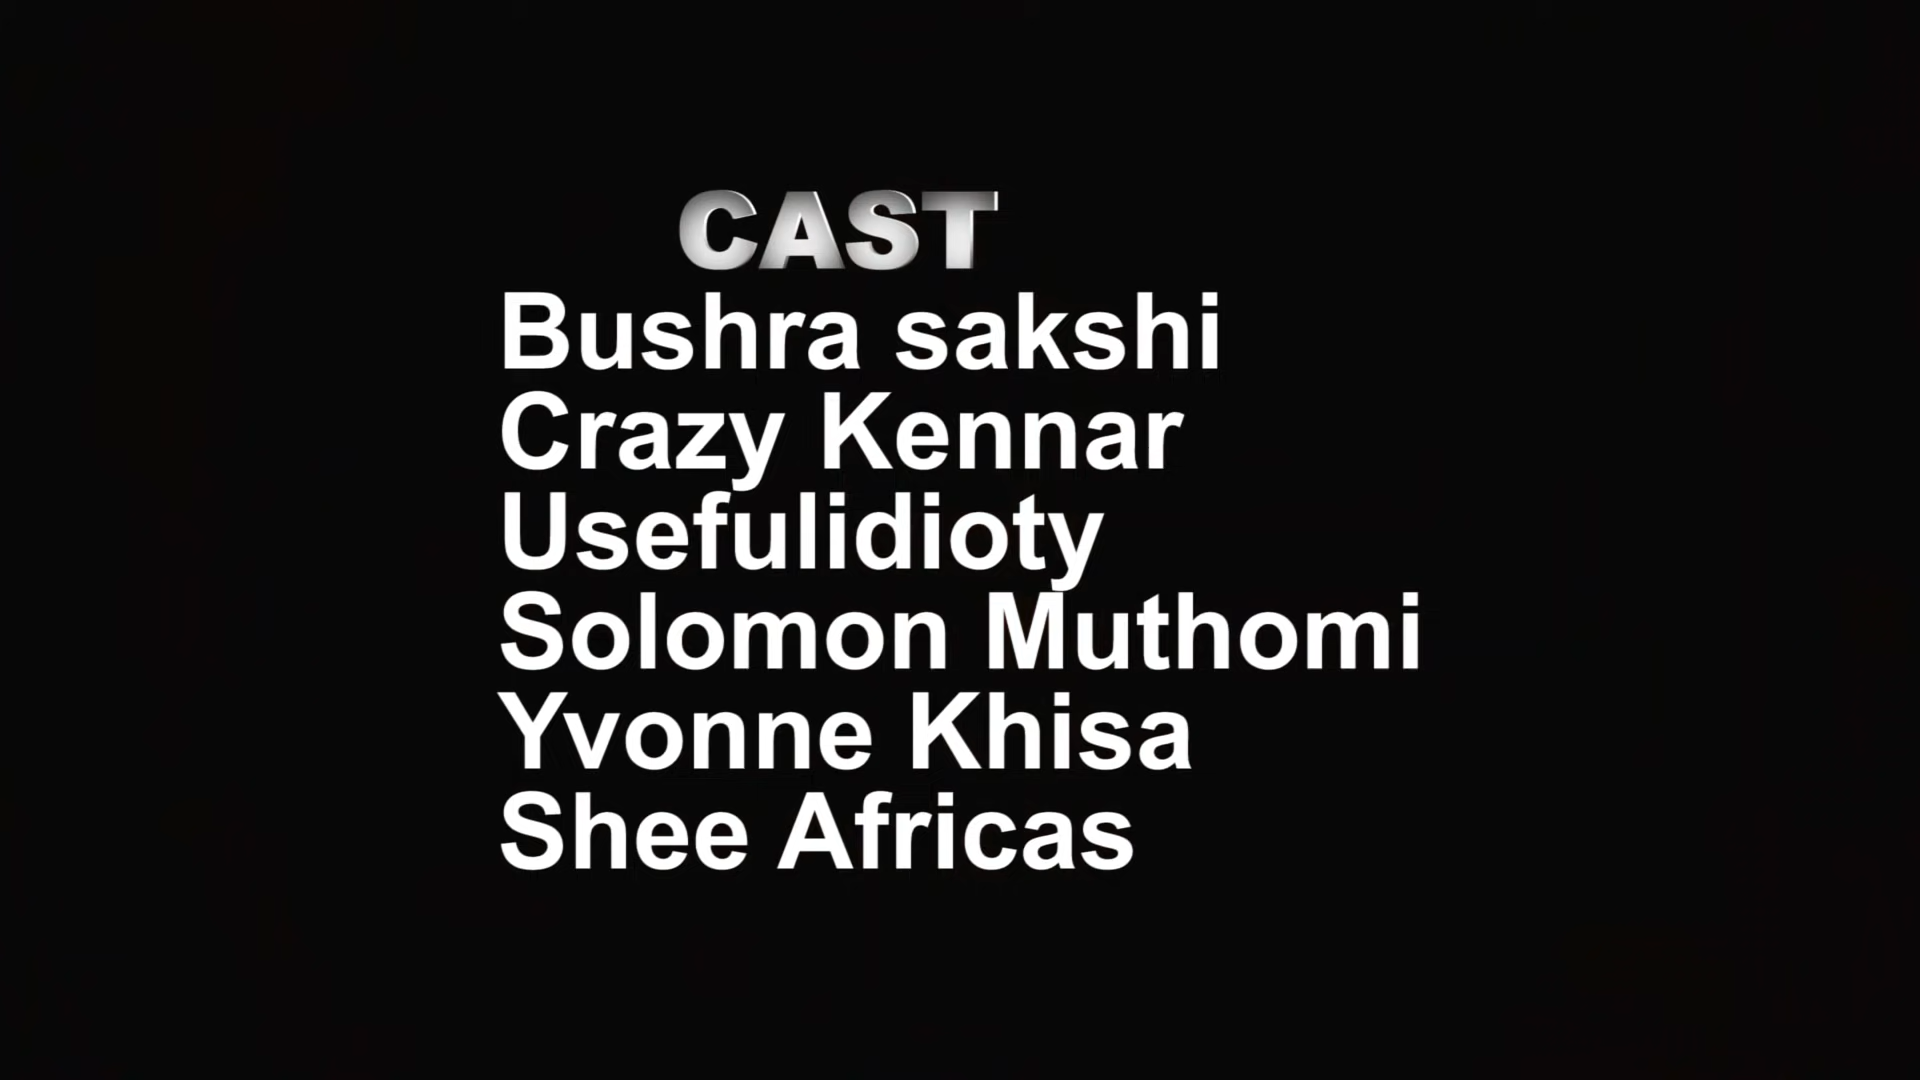 CAST
Bushra sakshi
Crazy Kennar
Usefulidioty
Solomon Muthomi
Yvonne Khisa
Shee Africas